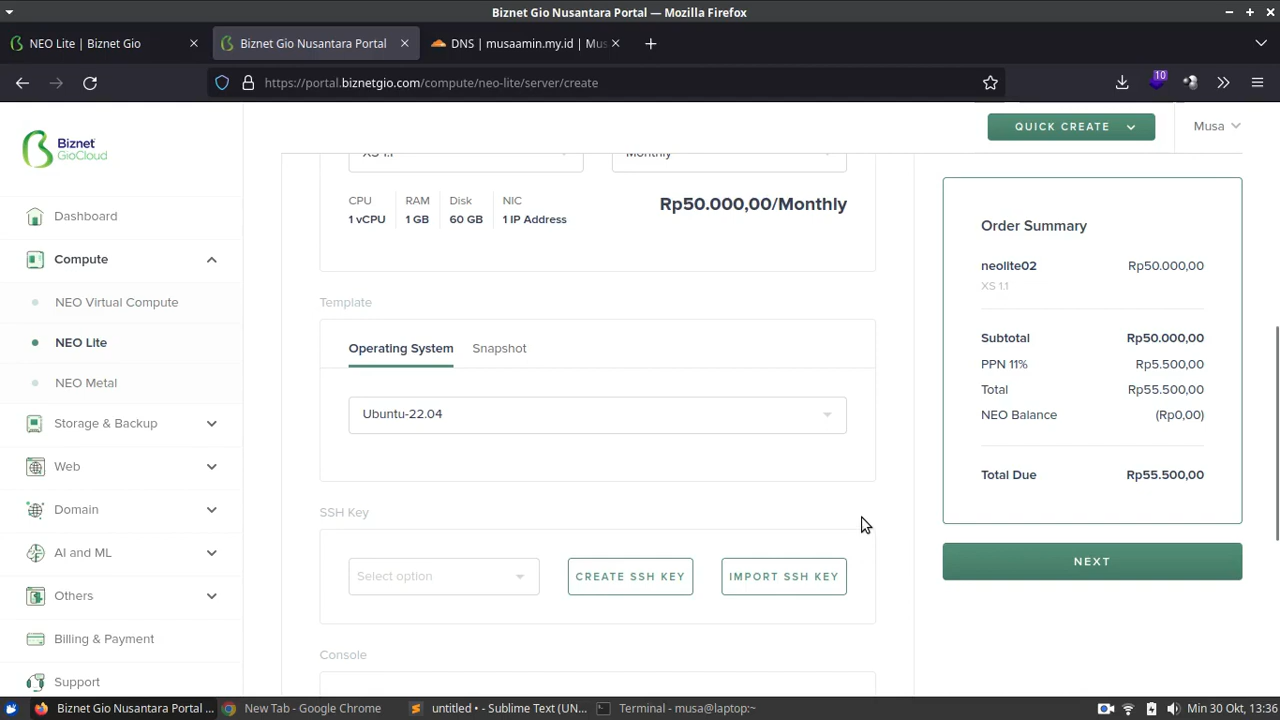 Biznet Gio Nusantara Portal — Mozilla Firefox
NEO Lite | Biznet Gio
Biznet Gio Nusantara Portal
DNS | musaamin.my.id | Mus
https://portal.biznetgio.com/compute/neo-lite/server/create
10
Biznet
GioCloud
QUICK CREATE
Musa
Dashboard
Compute
NEO Virtual Compute
NEO Lite
NEO Metal
Storage & Backup
Web
Domain
AI and ML
Others
Billing & Payment
Support
XS 1.1
Monthly
CPU RAM Disk NIC
1 vCPU 1 GB 60 GB 1 IP Address
Rp50.000,00/Monthly
Template
Operating System Snapshot
Ubuntu-22.04
SSH Key
Select option
CREATE SSH KEY
IMPORT SSH KEY
Console
Order Summary
neolite02 Rp50.000,00
XS 1.1
Subtotal Rp50.000,00
PPN 11% Rp5.500,00
Total Rp55.500,00
NEO Balance (Rp0,00)
Total Due Rp55.500,00
NEXT
Biznet Gio Nusantara Portal ...
New Tab - Google Chrome
untitled • - Sublime Text (UN...
Terminal - musa@laptop:~
Min 30 Okt, 13:36